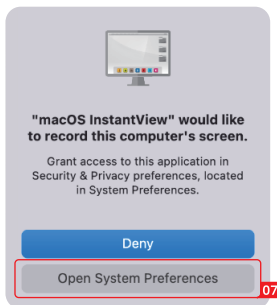 "macOS InstantView" would like
to record this computer's screen.
Grant access to this application in
Security & Privacy preferences, located
in System Preferences.
Deny
Open System Preferences
07